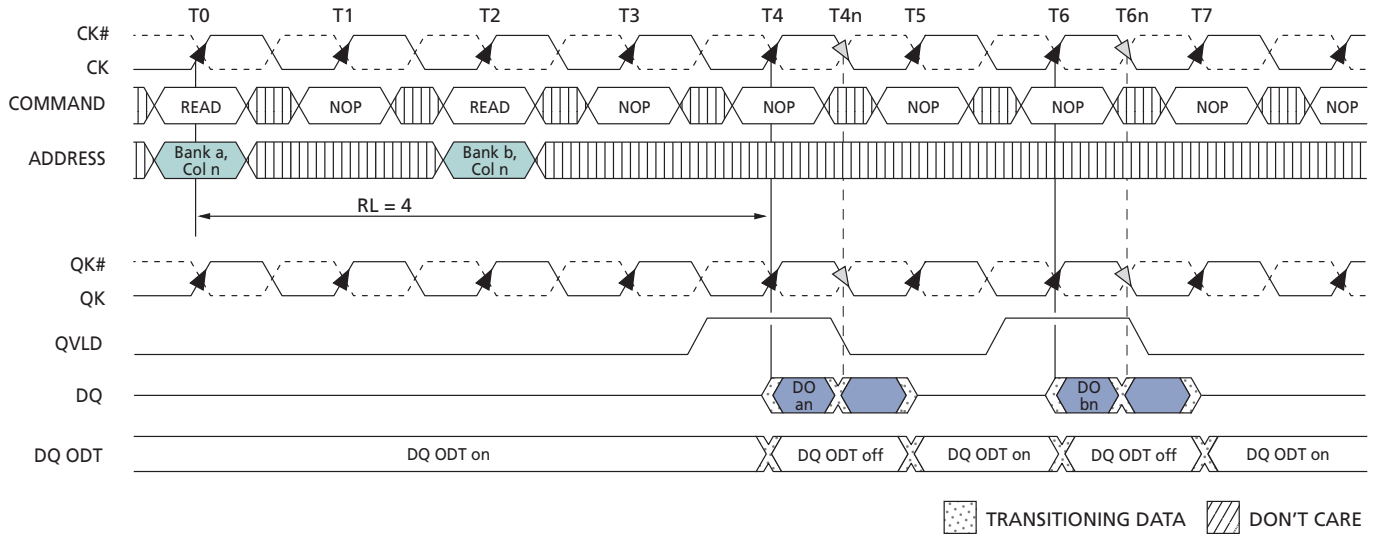 T0 T1 T2 T3 T4 T4n T5 T6 T6n T7
CK#
CK
COMMAND READ NOP READ NOP NOP NOP NOP NOP NOP
ADDRESS Bank a, Col n Bank b, Col n
RL = 4
QK#
QK
QVLD
DQ DO an DO bn
DQ ODT DQ ODT on DQ ODT off DQ ODT on DQ ODT off DQ ODT on
TRANSITIONING DATA DON'T CARE